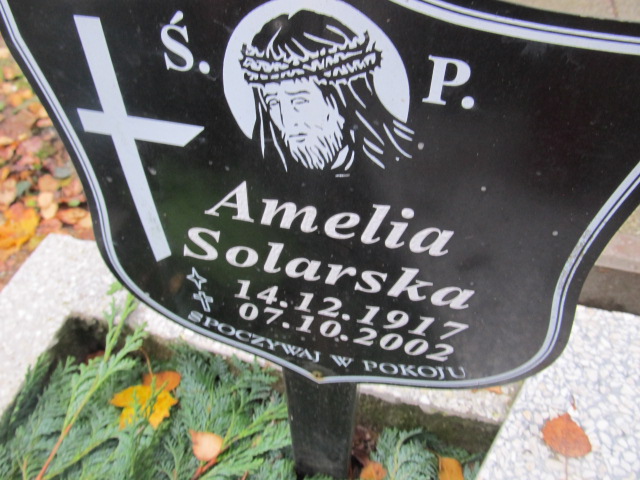 Ś. P.
Amelia
Solarska
14.12.1917
07.10.2002
SPOCZYWAJ W POKOJU